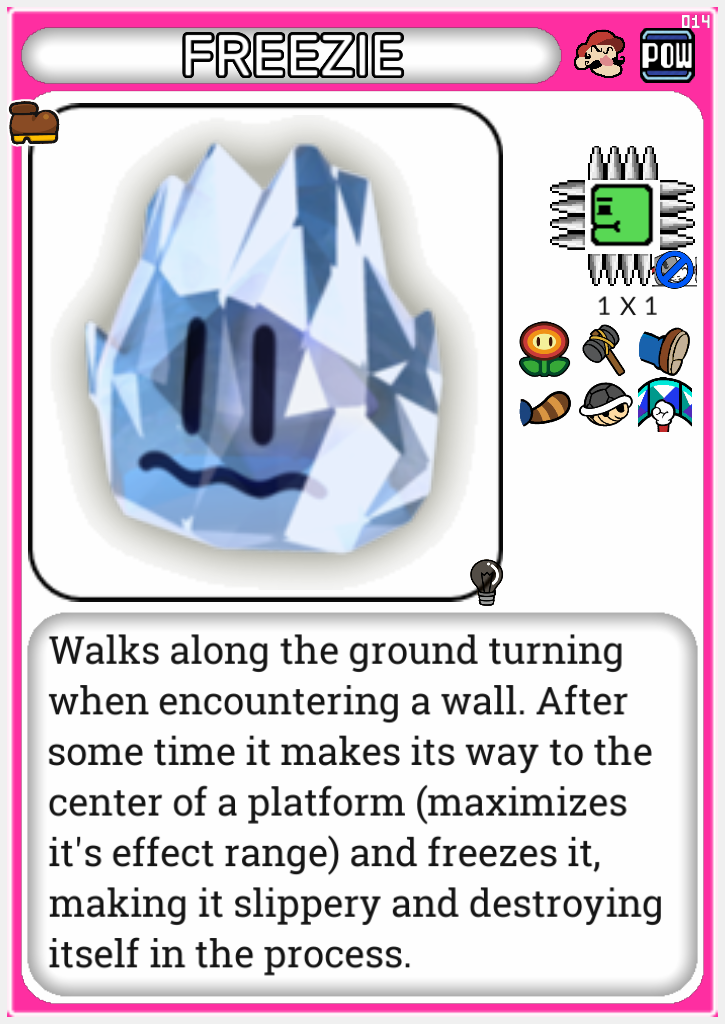 014
FREEZIE
POW
1 X 1
Walks along the ground turning
when encountering a wall. After
some time it makes its way to the
center of a platform (maximizes
it's effect range) and freezes it,
making it slippery and destroying
itself in the process.